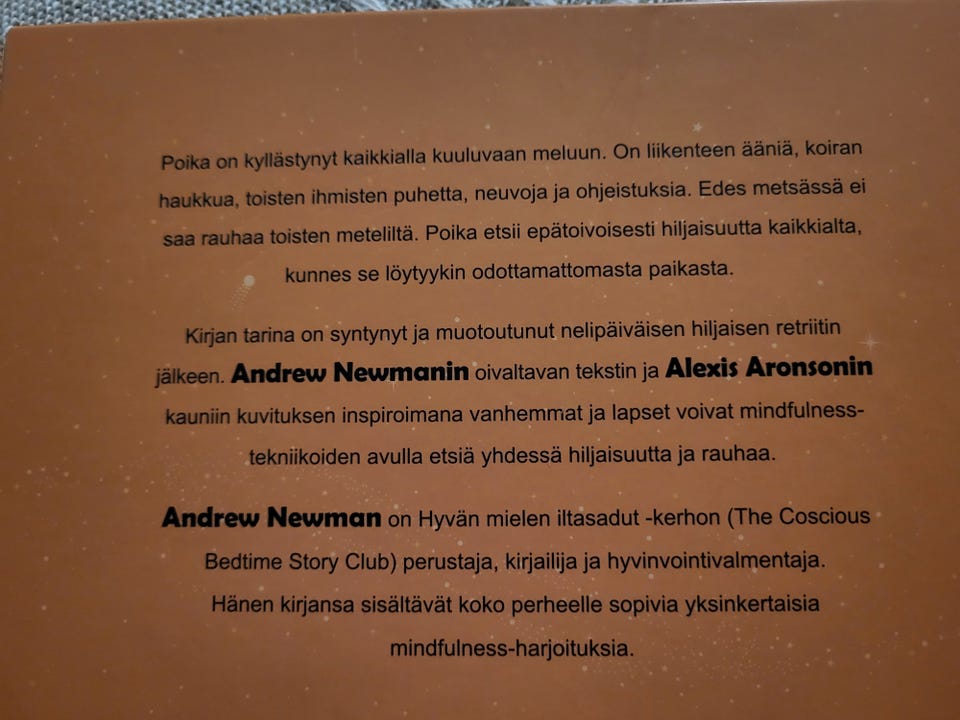 Poika on kyllästynyt kaikkialla kuuluvaan meluun. On liikenteen ääniä, koiran
haukkua, toisten ihmisten puhetta, neuvoja ja ohjeistuksia. Edes metsässä ei
saa rauhaa toisten meteliltä. Poika etsii epätoivoisesti hiljaisuutta kaikkialta,
kunnes se löytyykin odottamattomasta paikasta.
Kirjan tarina on syntynyt ja muotoutunut nelipäiväisen hiljaisen retriitin
jälkeen. Andrew Newmanin oivaltavan tekstin ja Alexis Aronsonin
kauniin kuvituksen inspiroimana vanhemmat ja lapset voivat mindfulness-
tekniikoiden avulla etsiä yhdessä hiljaisuutta ja rauhaa.
Andrew Newman on Hyvän mielen iltasadut -kerhon (The Coscious
Bedtime Story Club) perustaja, kirjailija ja hyvinvointivalmentaja.
Hänen kirjansa sisältävät koko perheelle sopivia yksinkertaisia
mindfulness-harjoituksia.